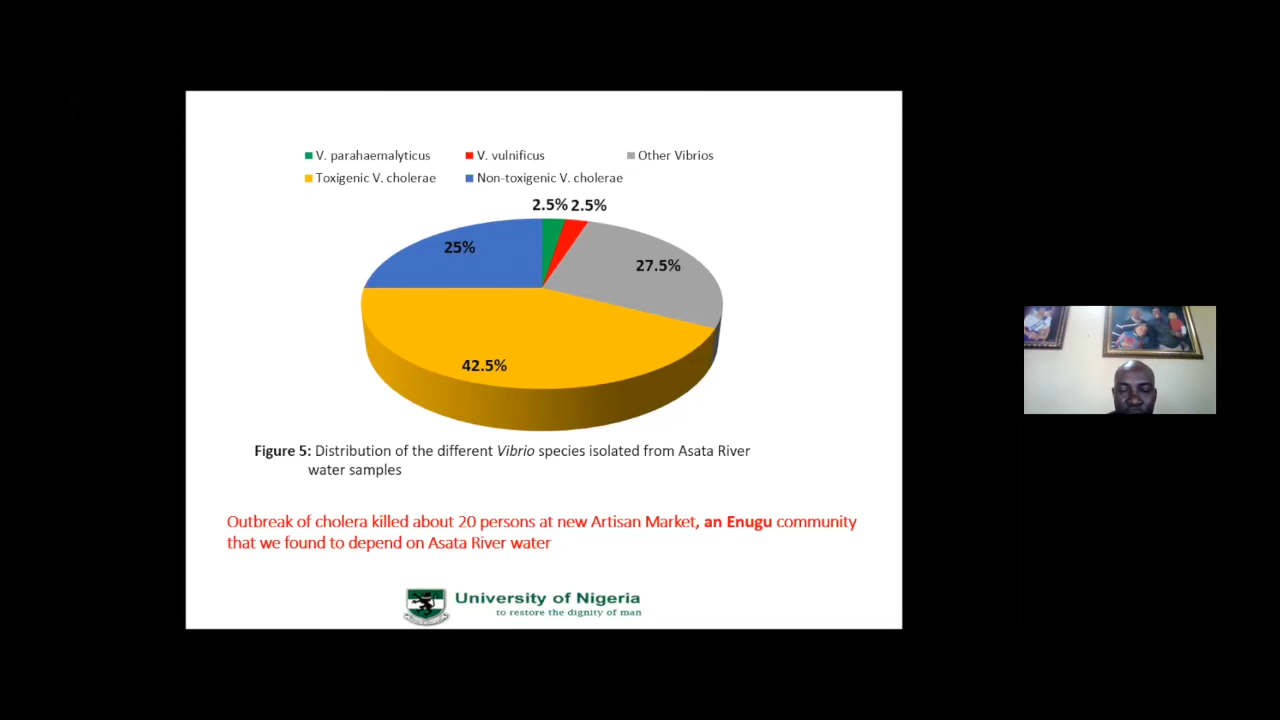 V. parahaemalyticus V. vulnificus Other Vibrios
Toxigenic V. cholerae Non-toxigenic V. cholerae
2.5% 2.5%
25%
27.5%
42.5%
Figure 5: Distribution of the different Vibrio species isolated from Asata River
water samples
Outbreak of cholera killed about 20 persons at new Artisan Market, an Enugu community
that we found to depend on Asata River water
University of Nigeria
to restore the dignity of man